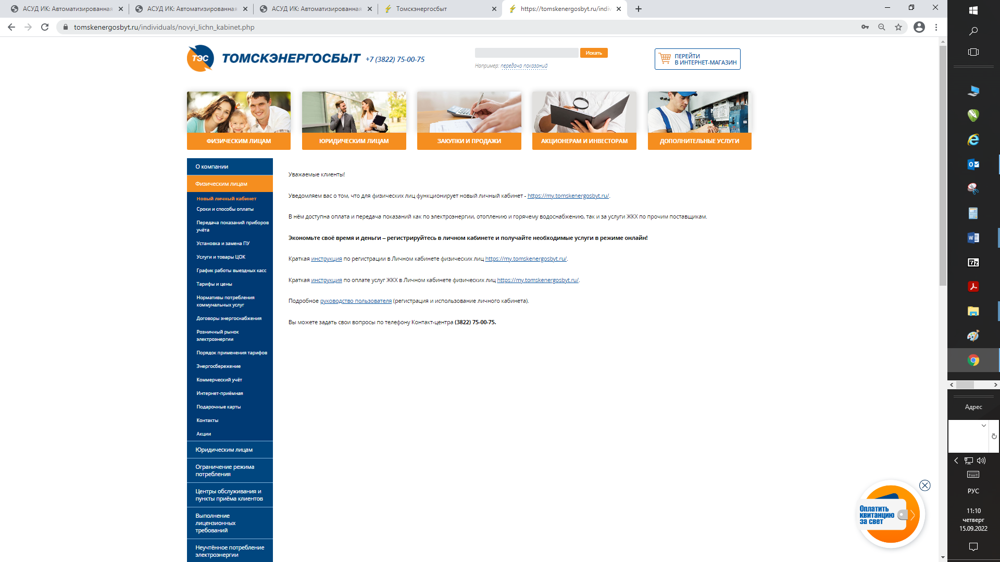 АСУД ИК: Автоматизированная
АСУД ИК: Автоматизированная
АСУД ИК: Автоматизированная
Томскэнергосбыт
https://tomskenergosbyt.ru/indiv
tomskenergosbyt.ru/individuals/novyi_lichn_kabinet.php
ТЭС
ТОМСКЭНЕРГОСБЫТ
+7 (3822) 75-00-75
Искать
Например: передача показаний
ПЕРЕЙТИ
В ИНТЕРНЕТ-МАГАЗИН
ФИЗИЧЕСКИМ ЛИЦАМ
ЮРИДИЧЕСКИМ ЛИЦАМ
ЗАКУПКИ И ПРОДАЖИ
АКЦИОНЕРАМ И ИНВЕСТОРАМ
ДОПОЛНИТЕЛЬНЫЕ УСЛУГИ
О компании
Физическим лицам
Новый личный кабинет
Сроки и способы оплаты
Передача показаний приборов
учёта
Установка и замена ПУ
Услуги и товары ЦОК
График работы выездных касс
Тарифы и цены
Нормативы потребления
коммунальных услуг
Договоры энергоснабжения
Розничный рынок
электроэнергии
Порядок применения тарифов
Энергосбережение
Коммерческий учёт
Интернет-приёмная
Подарочные карты
Контакты
Акции
Юридическим лицам
Ограничение режима
потребления
Центры обслуживания и
пункты приёма клиентов
Выполнение
лицензионных
требований
Неучтённое потребление
электроэнергии
Уважаемые клиенты!
Уведомляем вас о том, что для физических лиц функционирует новый личный кабинет - https://my.tomskenergosbyt.ru/.
В нём доступна оплата и передача показаний как по электроэнергии, отоплению и горячему водоснабжению, так и за услуги ЖКХ по прочим поставщикам.
Экономьте своё время и деньги – регистрируйтесь в личном кабинете и получайте необходимые услуги в режиме онлайн!
Краткая инструкция по регистрации в Личном кабинете физических лиц https://my.tomskenergosbyt.ru/.
Краткая инструкция по оплате услуг ЖКХ в Личном кабинете физических лиц https://my.tomskenergosbyt.ru/.
Подробное руководство пользователя (регистрация и использование личного кабинета).
Вы можете задать свои вопросы по телефону Контакт-центра (3822) 75-00-75.
Оплатить
квитанцию
за свет
Адрес
РУС
11:10
четверг
15.09.2022